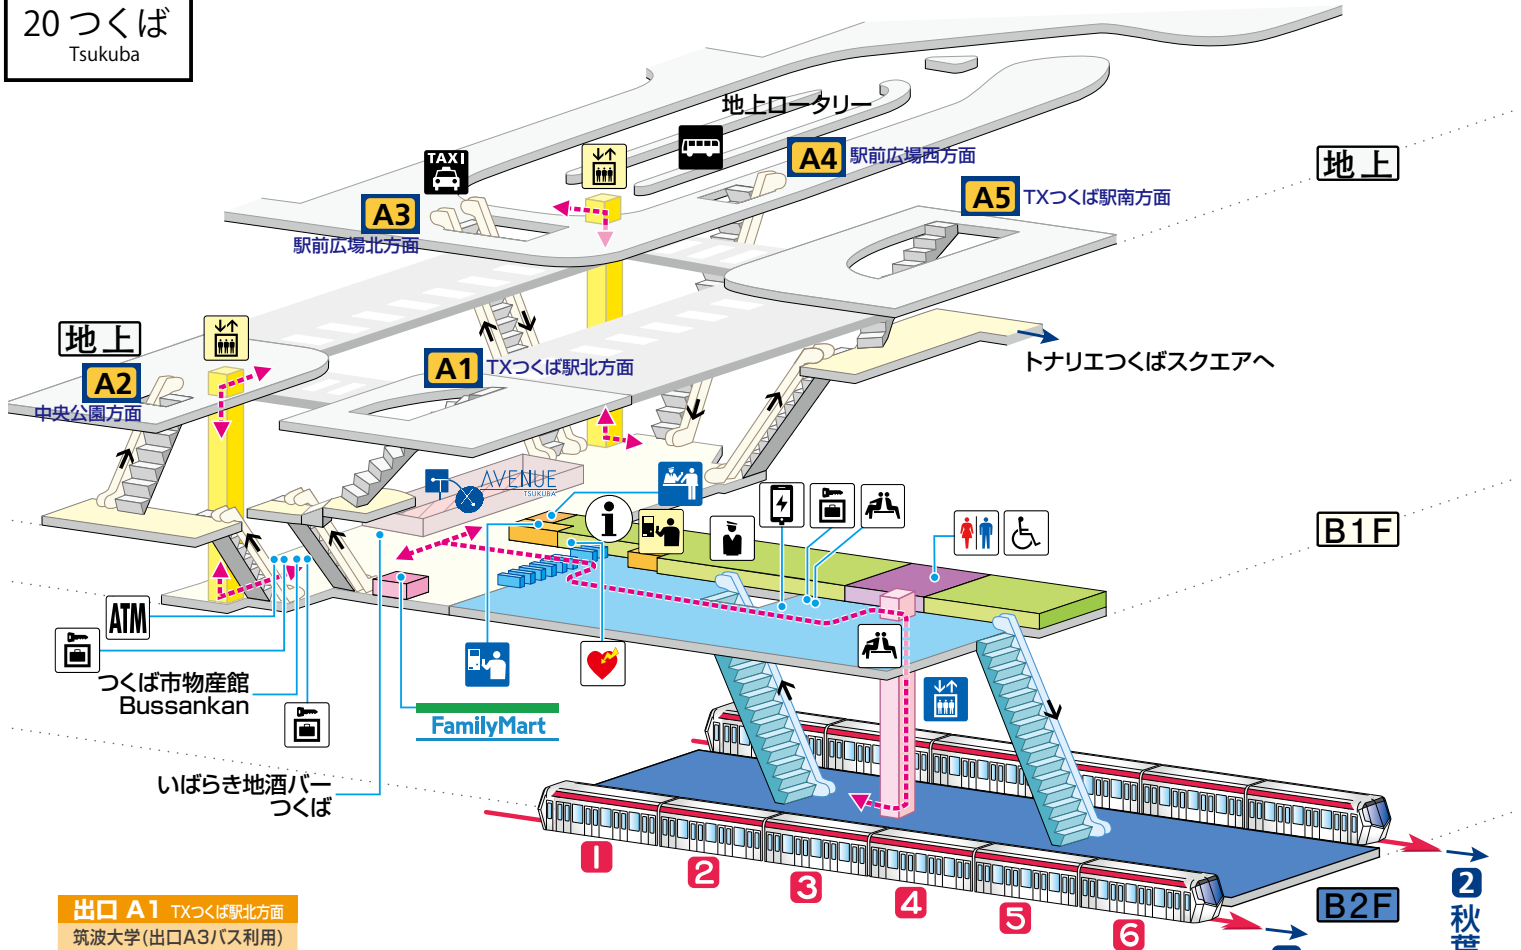 20 つくば
Tsukuba
地上ロータリー
TAXI
A4 駅前広場西方面
地上
A5 TXつくば駅南方面
A3
駅前広場北方面
地上
A2
中央公園方面
A1 TXつくば駅北方面
トナリエつくばスクエアへ
AVENUE
TSUKUBA
B1F
ATM
つくば市物産館
Bussankan
FamilyMart
いばらき地酒バー
つくば
1
2
3
4
5
6
B2F
2
秋葉
出口 A1 TXつくば駅北方面
筑波大学(出口A3バス利用)